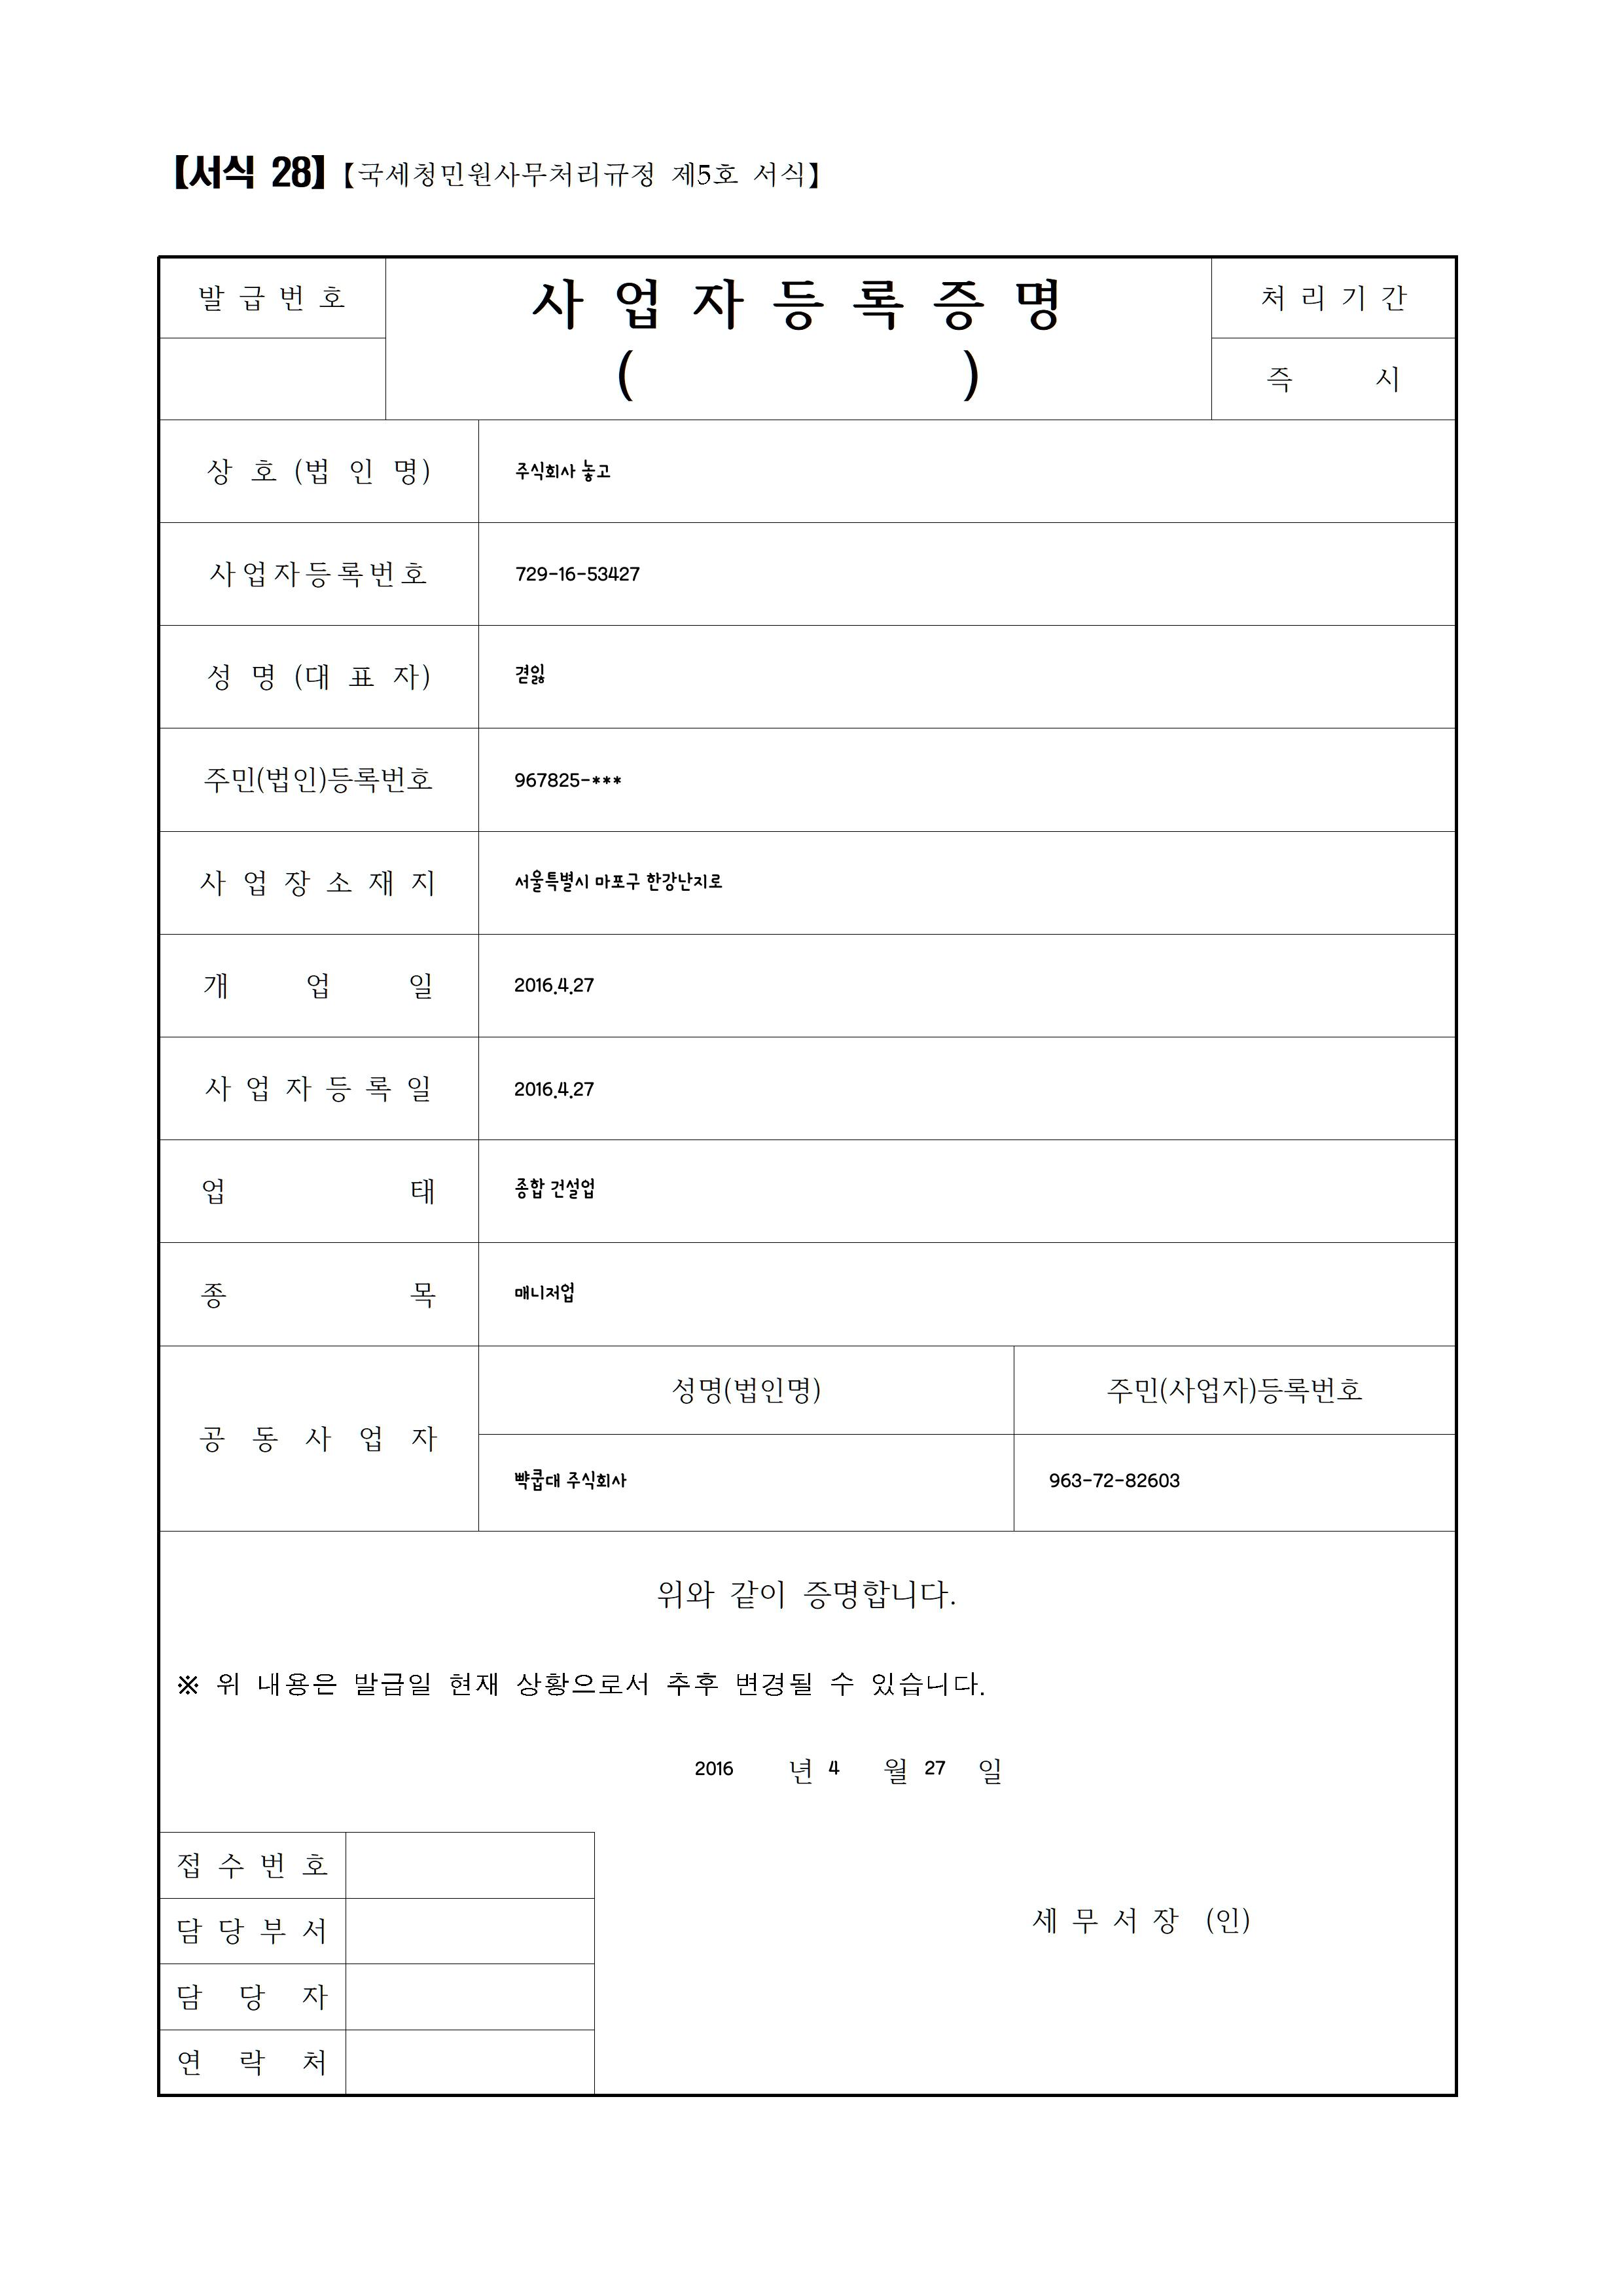 【서식 28】【국세청민원사무처리규정 제5호 서식】
발급번호
사업자등록증명
( )
처리기간
즉 시
상 호 (법 인 명) 주식회사 놓고
사업자등록번호 729-16-53427
성 명 (대 표 자) 겯잃
주민(법인)등록번호 967825-***
사업장소재지 서울특별시 마포구 한강난지로
개 업 일 2016.4.27
사업자등록일 2016.4.27
업 태 종합 건설업
종 목 매니저업
공동사업자
성명(법인명) 주민(사업자)등록번호
뺙쿱대 주식회사 963-72-82603
위와 같이 증명합니다.
※ 위 내용은 발급일 현재 상황으로서 추후 변경될 수 있습니다.
2016 년 4 월 27 일
접수번호
담당부서
담 당 자
연 락 처
세무서장 (인)